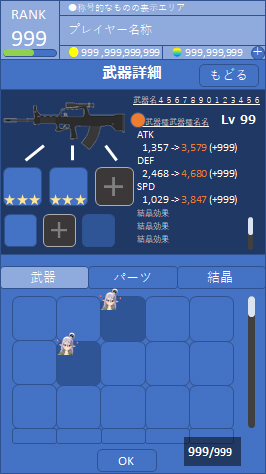 RANK
999
●称号的なものの表示エリア
プレイヤー名称
999 ,999,999,999
999,999,999
+
武器詳細
もどる
武器名４５６７８９０１２３４５６
武器種武器種名名
Lv 99
ATK
1,357 -> 3,579 (+999)
DEF
2,468 -> 4,680 (+999)
SPD
1,029 -> 3,847 (+999)
結晶効果
結晶効果
結晶効果
★★★
★★★
+
+
武器
パーツ
結晶
999/999
OK